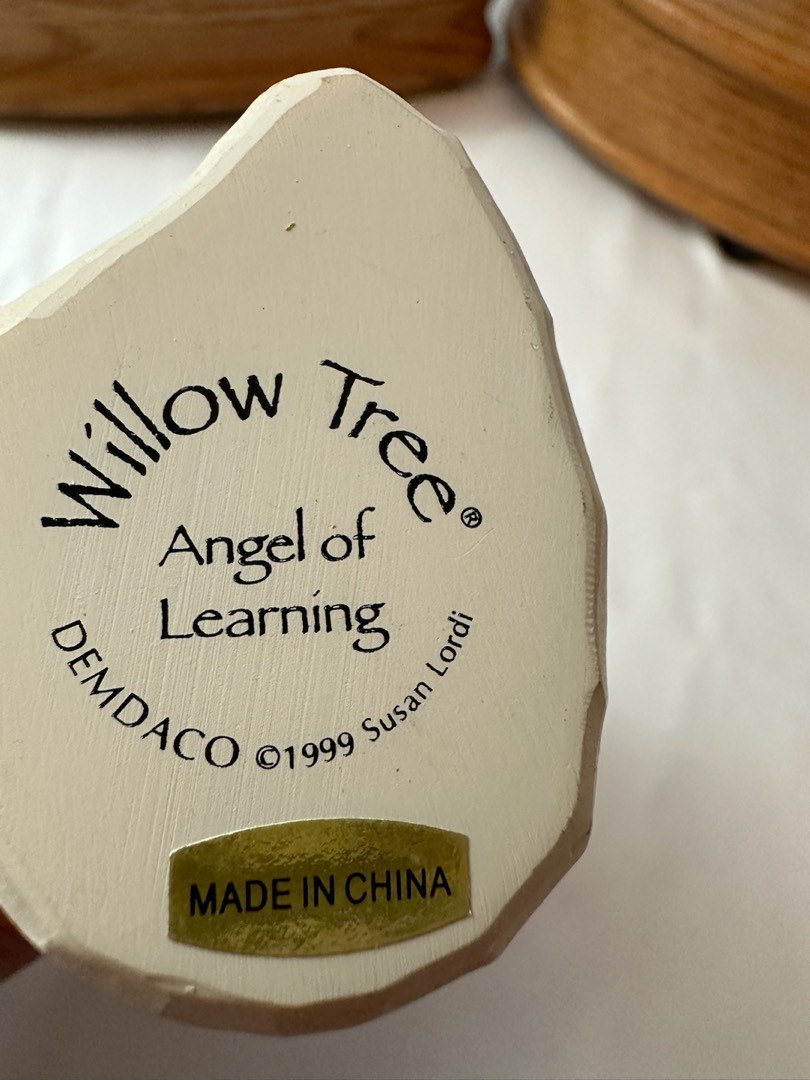 Willow Tree®
Angel of
Learning
DEMDACO ©1999 Susan Lordi
MADE IN CHINA